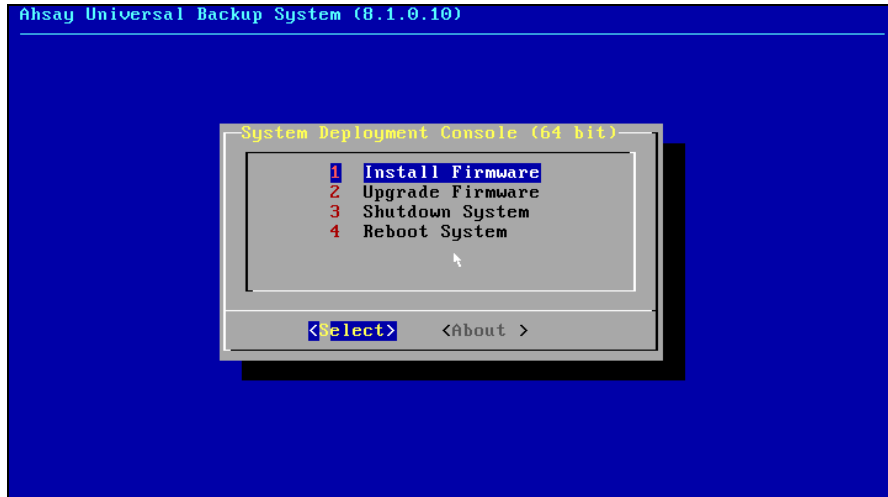 Ahsay Universal Backup System (8.1.0.10)
System Deployment Console (64 bit)
1 Install Firmware
2 Upgrade Firmware
3 Shutdown System
4 Reboot System
<Select> <About >